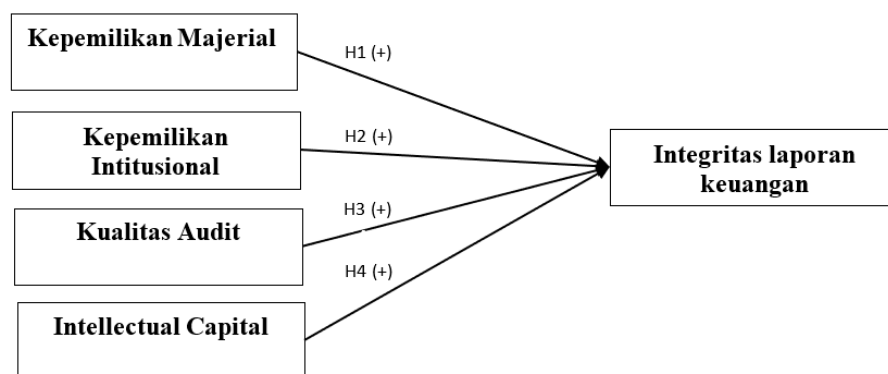 Kepemilikan Majerial
H1 (+)
Kepemilikan
Intitusional
H2 (+)
Integritas laporan
keuangan
Kualitas Audit
H3 (+)
Intellectual Capital
H4 (+)